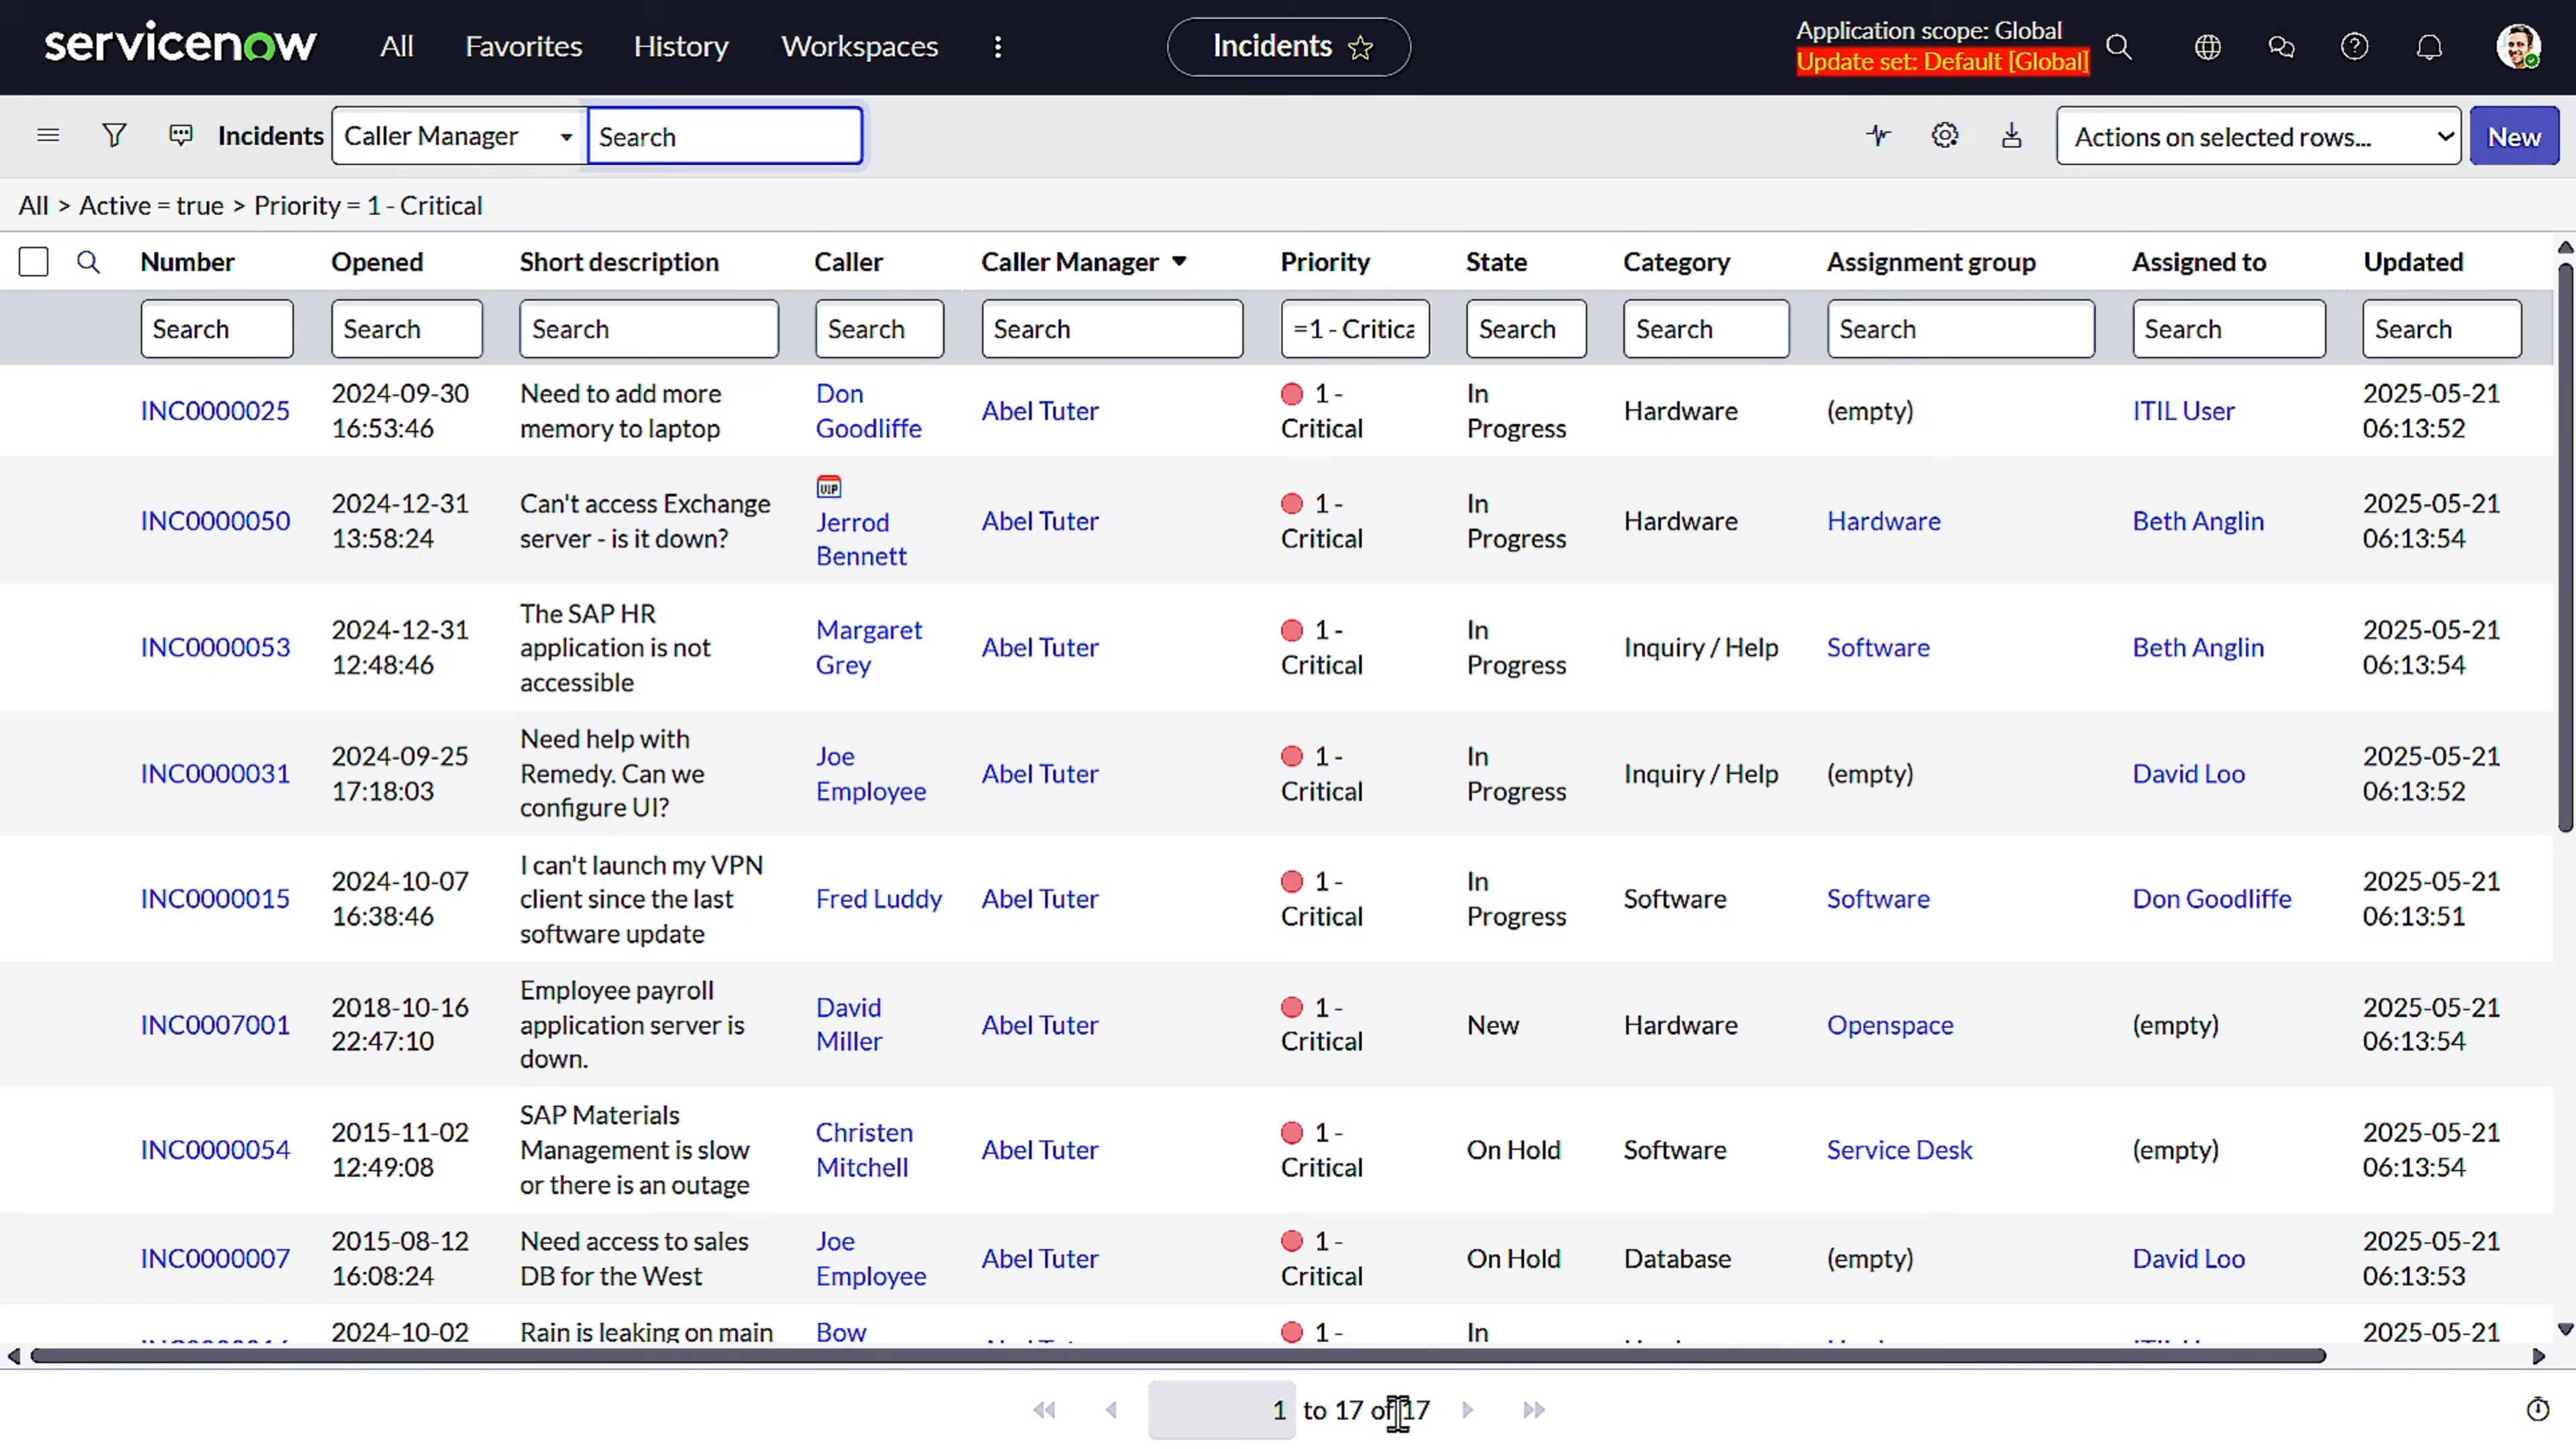 servicenow All Favorites History Workspaces Incidents Application scope: Global
Update set: Default [Global]
Incidents Caller Manager Search Actions on selected rows... New
All > Active = true > Priority = 1 - Critical
Number Opened Short description Caller Caller Manager Priority State Category Assignment group Assigned to Updated
Search Search Search Search Search =1 - Critica Search Search Search Search Search
INC0000025 2024-09-30 16:53:46 Need to add more memory to laptop Don Goodliffe Abel Tuter 1 - Critical In Progress Hardware (empty) ITIL User 2025-05-21 06:13:52
INC0000050 2024-12-31 13:58:24 Can't access Exchange server - is it down? VIP Jerrod Bennett Abel Tuter 1 - Critical In Progress Hardware Hardware Beth Anglin 2025-05-21 06:13:54
INC0000053 2024-12-31 12:48:46 The SAP HR application is not accessible Margaret Grey Abel Tuter 1 - Critical In Progress Inquiry / Help Software Beth Anglin 2025-05-21 06:13:54
INC0000031 2024-09-25 17:18:03 Need help with Remedy. Can we configure UI? Joe Employee Abel Tuter 1 - Critical In Progress Inquiry / Help (empty) David Loo 2025-05-21 06:13:52
INC0000015 2024-10-07 16:38:46 I can't launch my VPN client since the last software update Fred Luddy Abel Tuter 1 - Critical In Progress Software Software Don Goodliffe 2025-05-21 06:13:51
INC0007001 2018-10-16 22:47:10 Employee payroll application server is down. David Miller Abel Tuter 1 - Critical New Hardware Openspace (empty) 2025-05-21 06:13:54
INC0000054 2015-11-02 12:49:08 SAP Materials Management is slow or there is an outage Christen Mitchell Abel Tuter 1 - Critical On Hold Software Service Desk (empty) 2025-05-21 06:13:54
INC0000007 2015-08-12 16:08:24 Need access to sales DB for the West Joe Employee Abel Tuter 1 - Critical On Hold Database (empty) David Loo 2025-05-21 06:13:53
2024-10-02 Rain is leaking on main Bow 1 - In 2025-05-21
1 to 17 of 17